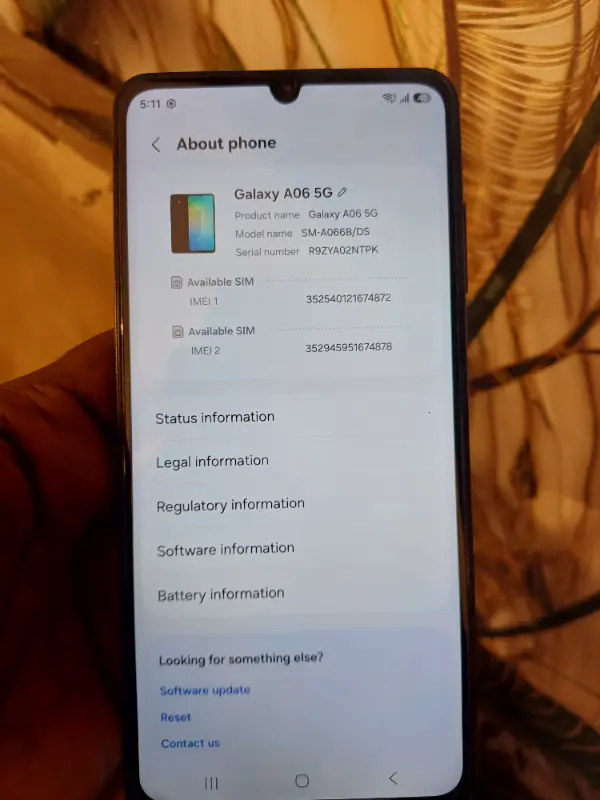 5:11
About phone
Galaxy A06 5G
Product name Galaxy A06 5G
Model name SM-A066B/DS
Serial number R9ZYA02NTPK
Available SIM
IMEI 1 352540121674872
Available SIM
IMEI 2 352945951674878
Status information
Legal information
Regulatory information
Software information
Battery information
Looking for something else?
Software update
Reset
Contact us